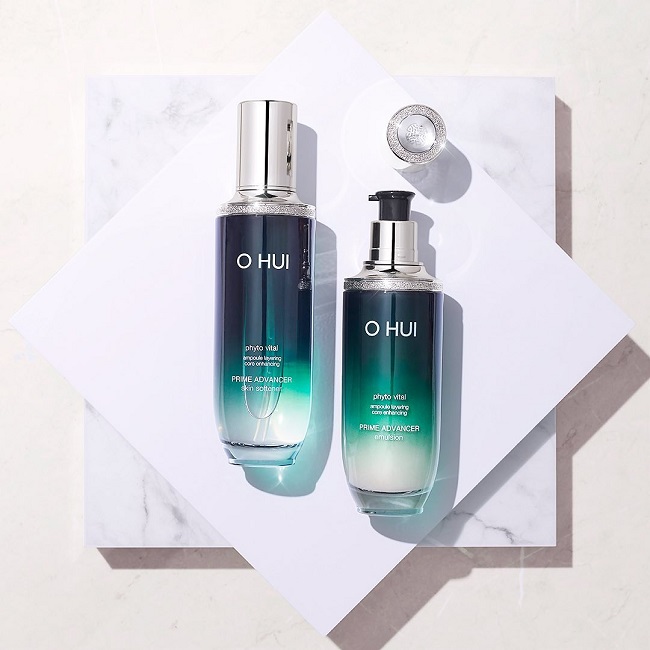 O HUI
phyto vital
ampoule layering
core enhancing
PRIME ADVANCER
skin softener
O HUI
phyto vital
ampoule layering
core enhancing
PRIME ADVANCER
emulsion